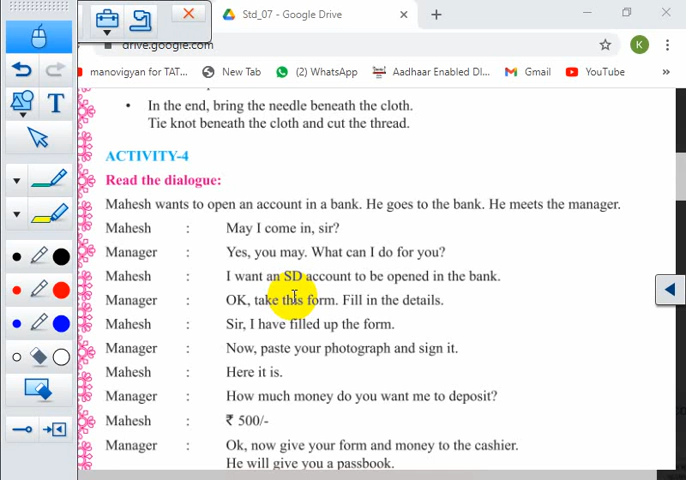 Std_07 - Google Drive
drive.google.com
K
manovigyan for TAT...
New Tab
(2) WhatsApp
Aadhaar Enabled DI...
Gmail
YouTube
»
• In the end, bring the needle beneath the cloth.
Tie knot beneath the cloth and cut the thread.
ACTIVITY-4
Read the dialogue:
Mahesh wants to open an account in a bank. He goes to the bank. He meets the manager.
Mahesh : May I come in, sir?
Manager : Yes, you may. What can I do for you?
Mahesh : I want an SD account to be opened in the bank.
Manager : OK, take this form. Fill in the details.
Mahesh : Sir, I have filled up the form.
Manager : Now, paste your photograph and sign it.
Mahesh : Here it is.
Manager : How much money do you want me to deposit?
Mahesh : ₹ 500/-
Manager : Ok, now give your form and money to the cashier.
He will give you a passbook.
T